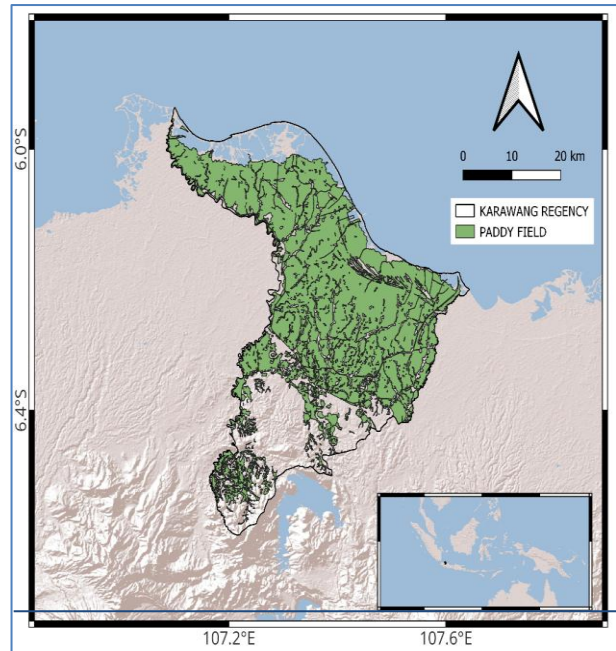 6.0°S
6.4°S
0 10 20 km
KARAWANG REGENCY
PADDY FIELD
107.2°E 107.6°E